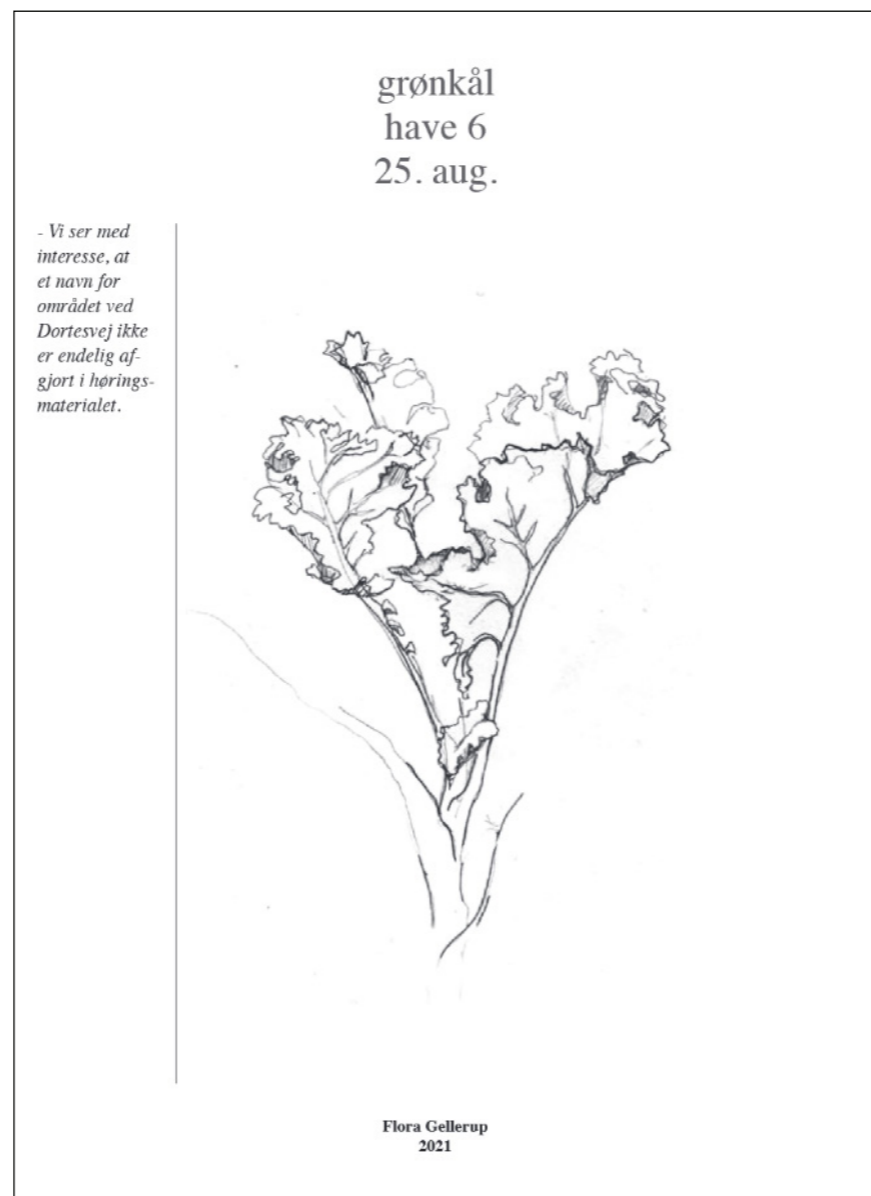 grønkål
have 6
25. aug.
- Vi ser med
interesse, at
et navn for
området ved
Dortesvej ikke
er endelig af-
gjort i hørings-
materialet.
Flora Gellerup
2021